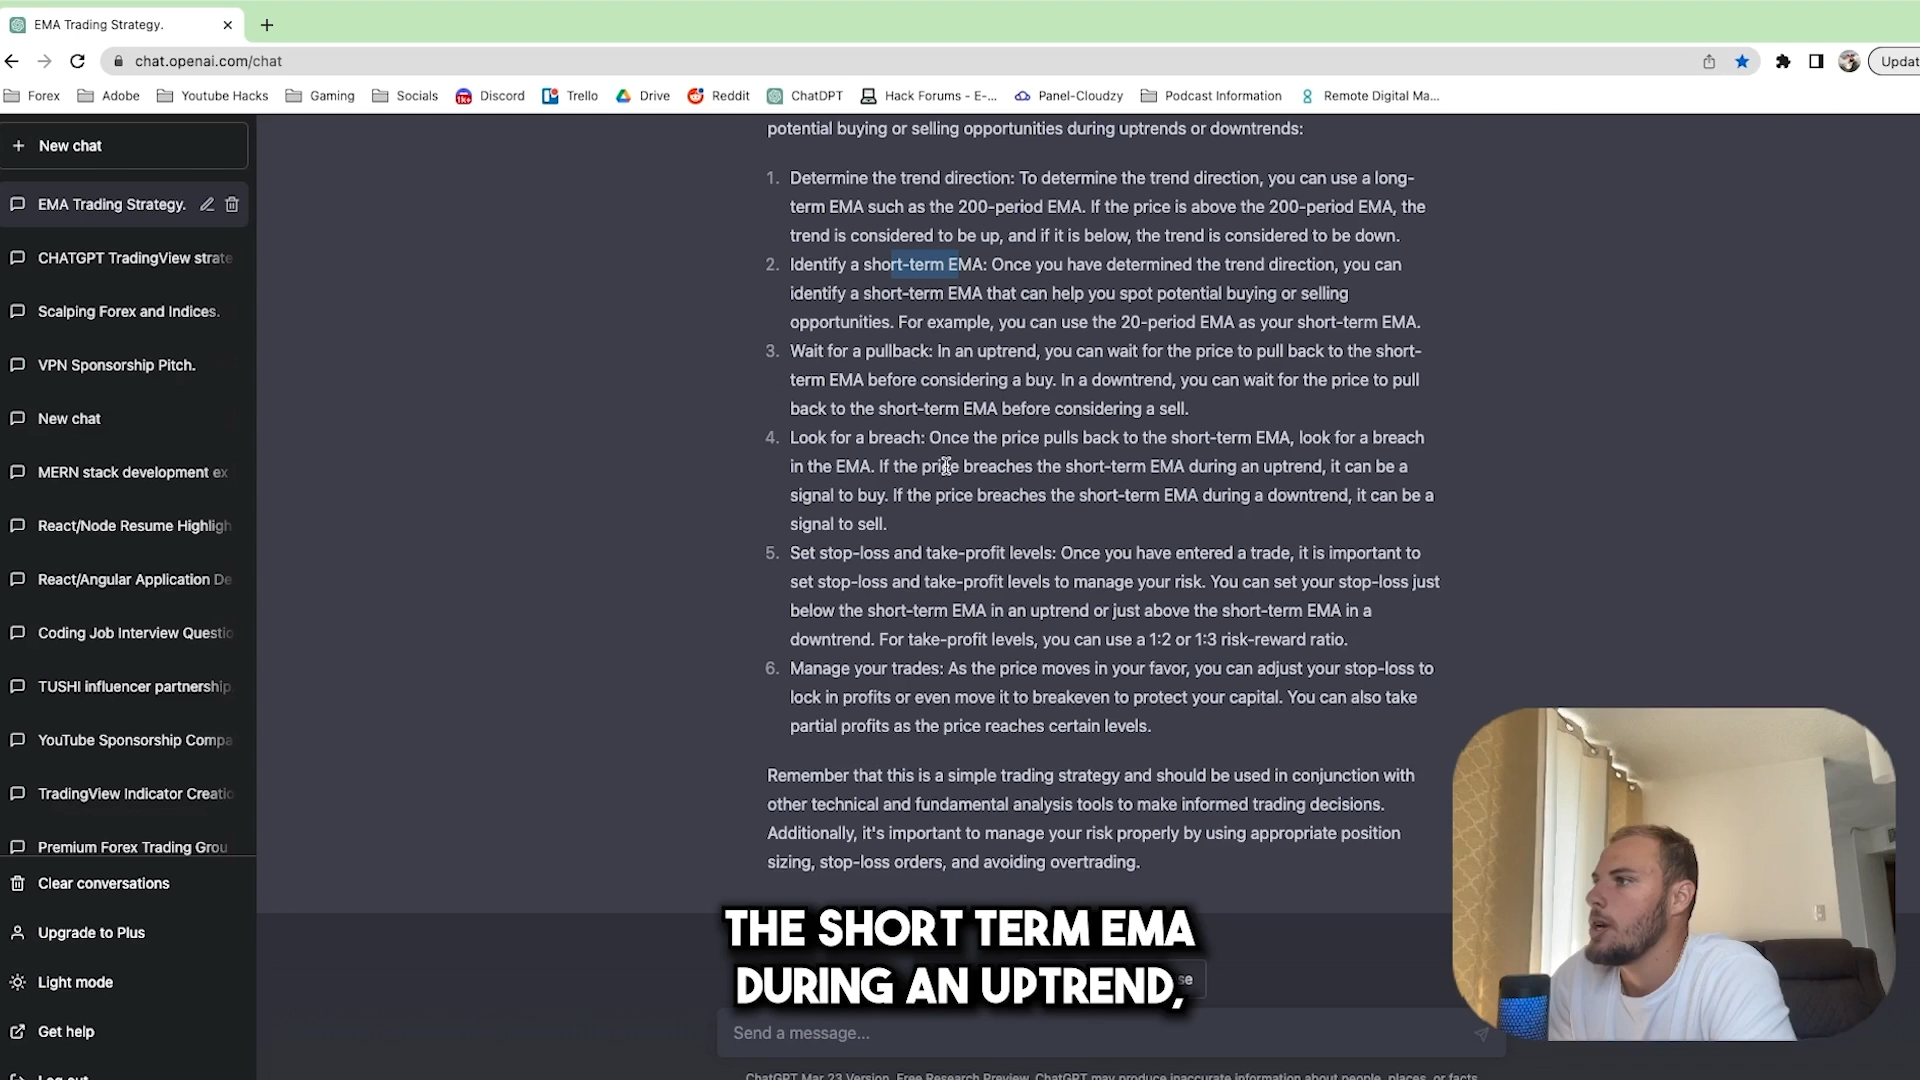 EMA Trading Strategy.
chat.openai.com/chat
Updat
Forex Adobe Youtube Hacks Gaming Socials Discord Trello Drive Reddit ChatDPT Hack Forums - E-... Panel-Cloudzy Podcast Information Remote Digital Ma...
New chat
EMA Trading Strategy.
CHATGPT TradingView strate
Scalping Forex and Indices.
VPN Sponsorship Pitch.
New chat
MERN stack development ex
React/Node Resume Highligh
React/Angular Application De
Coding Job Interview Questio
TUSHI influencer partnership
YouTube Sponsorship Compa
TradingView Indicator Creatio
Premium Forex Trading Grou
Clear conversations
Upgrade to Plus
Light mode
Get help
Log out
potential buying or selling opportunities during uptrends or downtrends:
1. Determine the trend direction: To determine the trend direction, you can use a long-
term EMA such as the 200-period EMA. If the price is above the 200-period EMA, the
trend is considered to be up, and if it is below, the trend is considered to be down.
2. Identify a short-term EMA: Once you have determined the trend direction, you can
identify a short-term EMA that can help you spot potential buying or selling
opportunities. For example, you can use the 20-period EMA as your short-term EMA.
3. Wait for a pullback: In an uptrend, you can wait for the price to pull back to the short-
term EMA before considering a buy. In a downtrend, you can wait for the price to pull
back to the short-term EMA before considering a sell.
4. Look for a breach: Once the price pulls back to the short-term EMA, look for a breach
in the EMA. If the price breaches the short-term EMA during an uptrend, it can be a
signal to buy. If the price breaches the short-term EMA during a downtrend, it can be a
signal to sell.
5. Set stop-loss and take-profit levels: Once you have entered a trade, it is important to
set stop-loss and take-profit levels to manage your risk. You can set your stop-loss just
below the short-term EMA in an uptrend or just above the short-term EMA in a
downtrend. For take-profit levels, you can use a 1:2 or 1:3 risk-reward ratio.
6. Manage your trades: As the price moves in your favor, you can adjust your stop-loss to
lock in profits or even move it to breakeven to protect your capital. You can also take
partial profits as the price reaches certain levels.
Remember that this is a simple trading strategy and should be used in conjunction with
other technical and fundamental analysis tools to make informed trading decisions.
Additionally, it's important to manage your risk properly by using appropriate position
sizing, stop-loss orders, and avoiding overtrading.
THE SHORT TERM EMA
DURING AN UPTREND,
se
Send a message...
ChatGPT Mar 23 Version. Free Research Preview. ChatGPT may produce inaccurate information about people, places, or facts